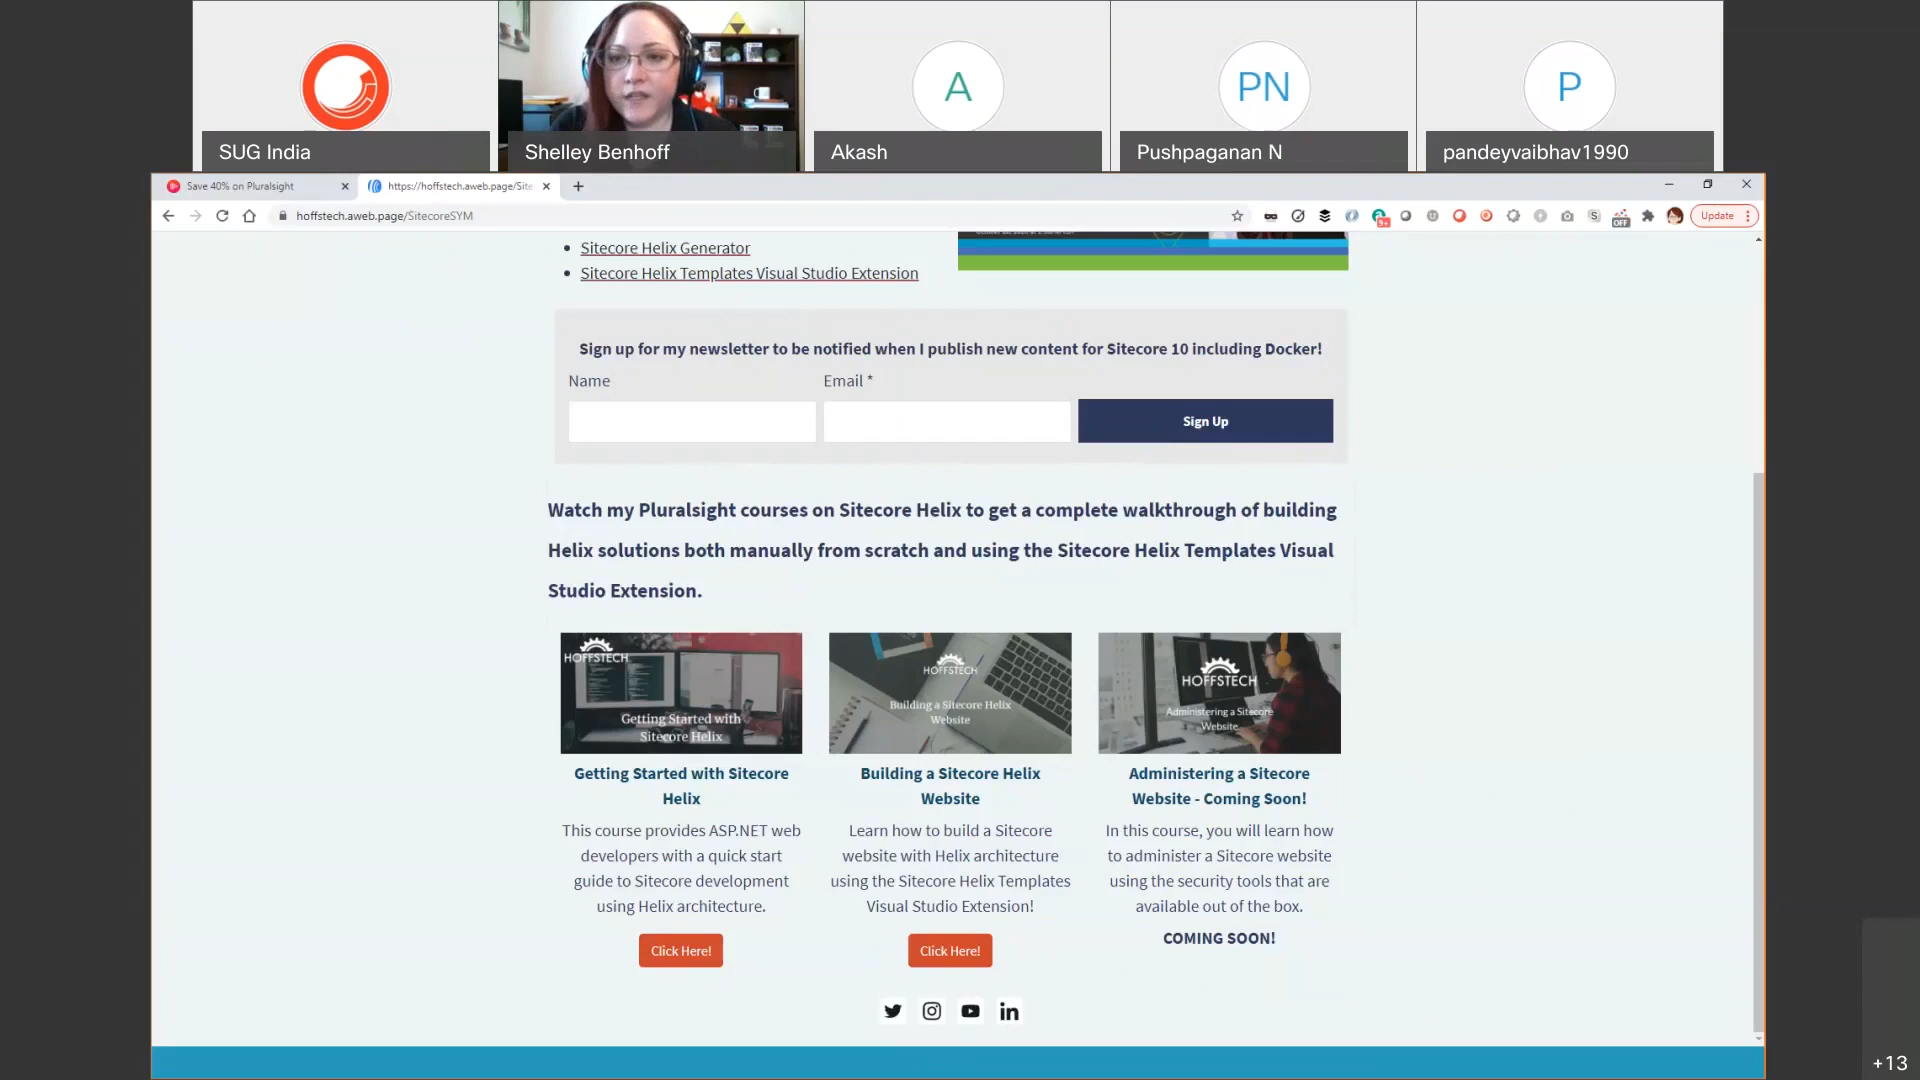 A
PN
P
SUG India
Shelley Benhoff
Akash
Pushpaganan N
pandeyvaibhav1990
Save 40% on Pluralsight
https://hoffstech.aweb.page/Site
hoffstech.aweb.page/SitecoreSYM
9+
S
OFF
Update
Sitecore Helix Generator
Sitecore Helix Templates Visual Studio Extension
Sign up for my newsletter to be notified when I publish new content for Sitecore 10 including Docker!
Name
Email *
Sign Up
Watch my Pluralsight courses on Sitecore Helix to get a complete walkthrough of building
Helix solutions both manually from scratch and using the Sitecore Helix Templates Visual
Studio Extension.
HOFFSTECH
Getting Started with
Sitecore Helix
HOFFSTECH
Building a Sitecore Helix
Website
HOFFSTECH
Administering a Sitecore
Website
Getting Started with Sitecore
Helix
This course provides ASP.NET web
developers with a quick start
guide to Sitecore development
using Helix architecture.
Click Here!
Building a Sitecore Helix
Website
Learn how to build a Sitecore
website with Helix architecture
using the Sitecore Helix Templates
Visual Studio Extension!
Click Here!
Administering a Sitecore
Website - Coming Soon!
In this course, you will learn how
to administer a Sitecore website
using the security tools that are
available out of the box.
COMING SOON!
in
+13